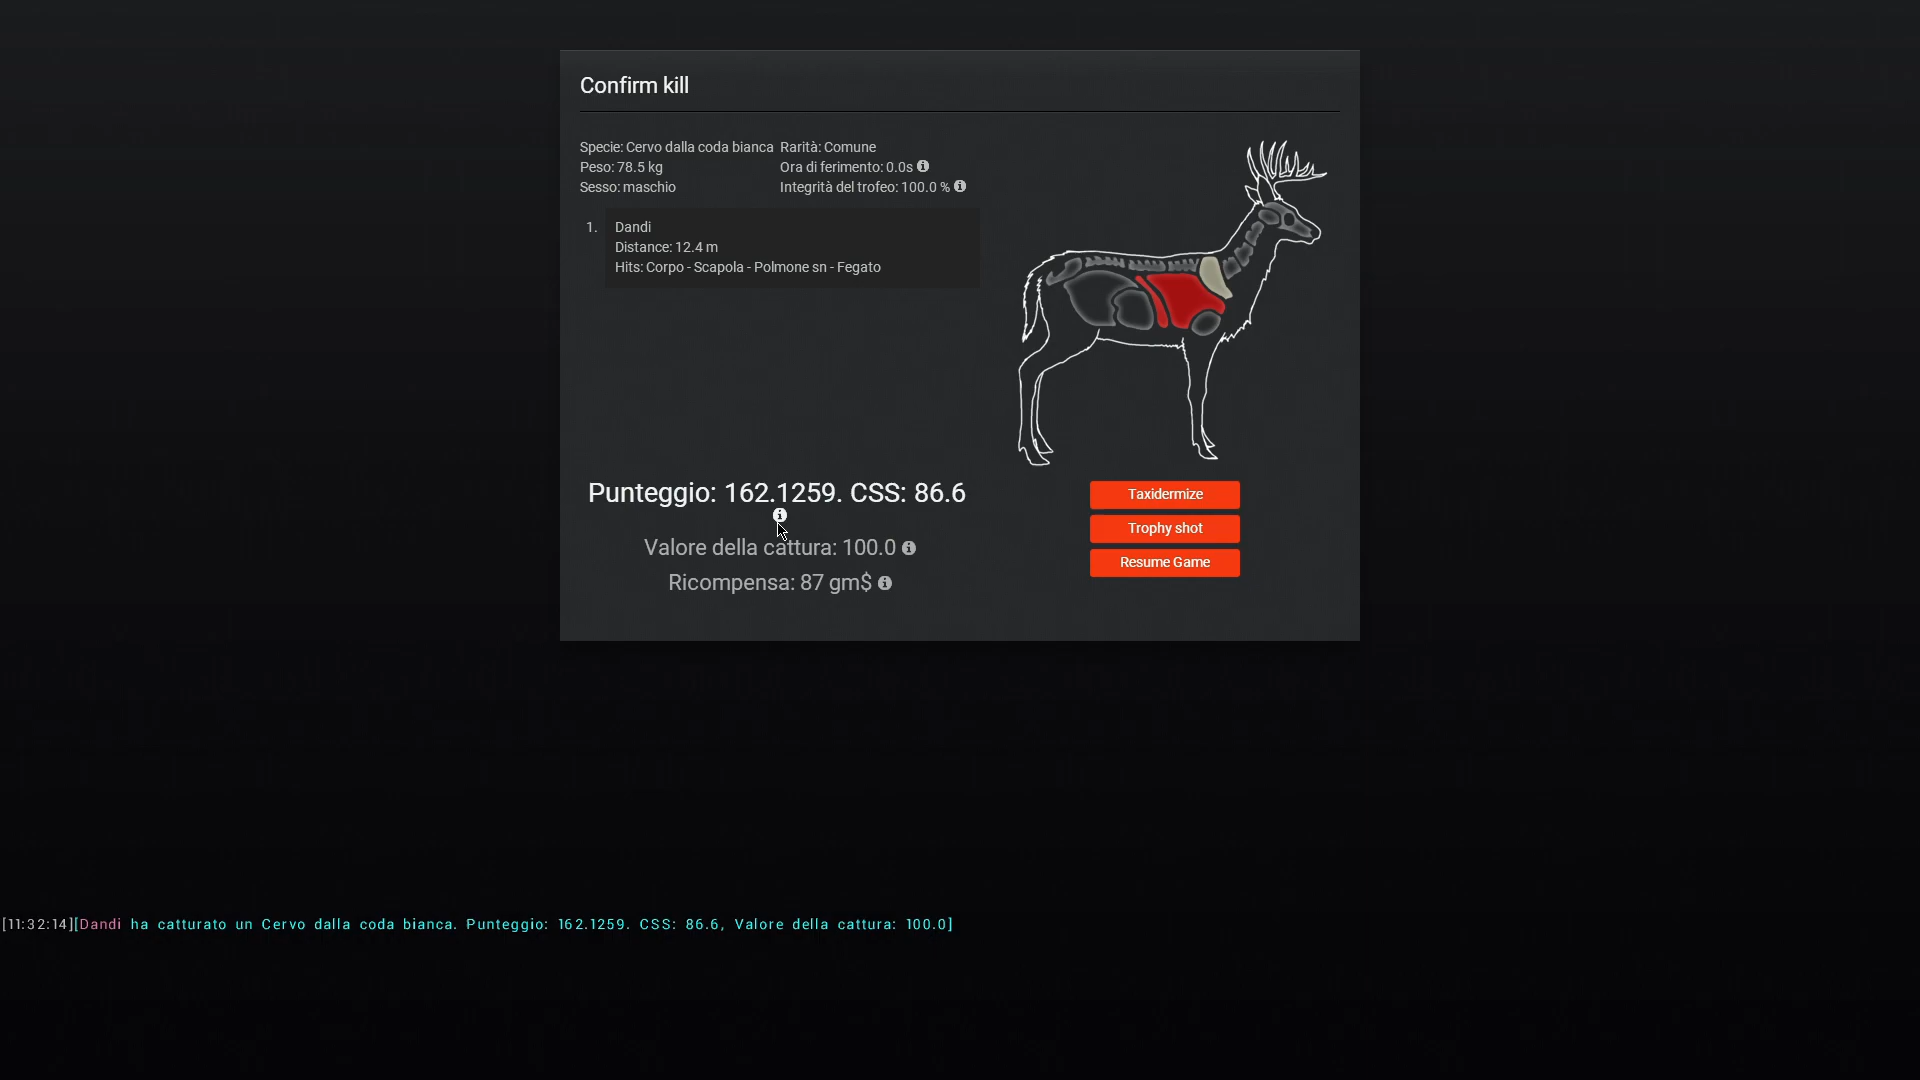 Confirm kill
Specie: Cervo dalla coda bianca Rarità: Comune
Peso: 78.5 kg Ora di ferimento: 0.0s
Sesso: maschio Integrità del trofeo: 100.0 %
1. Dandi
Distance: 12.4 m
Hits: Corpo - Scapola - Polmone sn - Fegato
Punteggio: 162.1259. CSS: 86.6
Valore della cattura: 100.0
Ricompensa: 87 gm$
Taxidermize
Trophy shot
Resume Game
[11:32:14][Dandi ha catturato un Cervo dalla coda bianca. Punteggio: 162.1259. CSS: 86.6, Valore della cattura: 100.0]